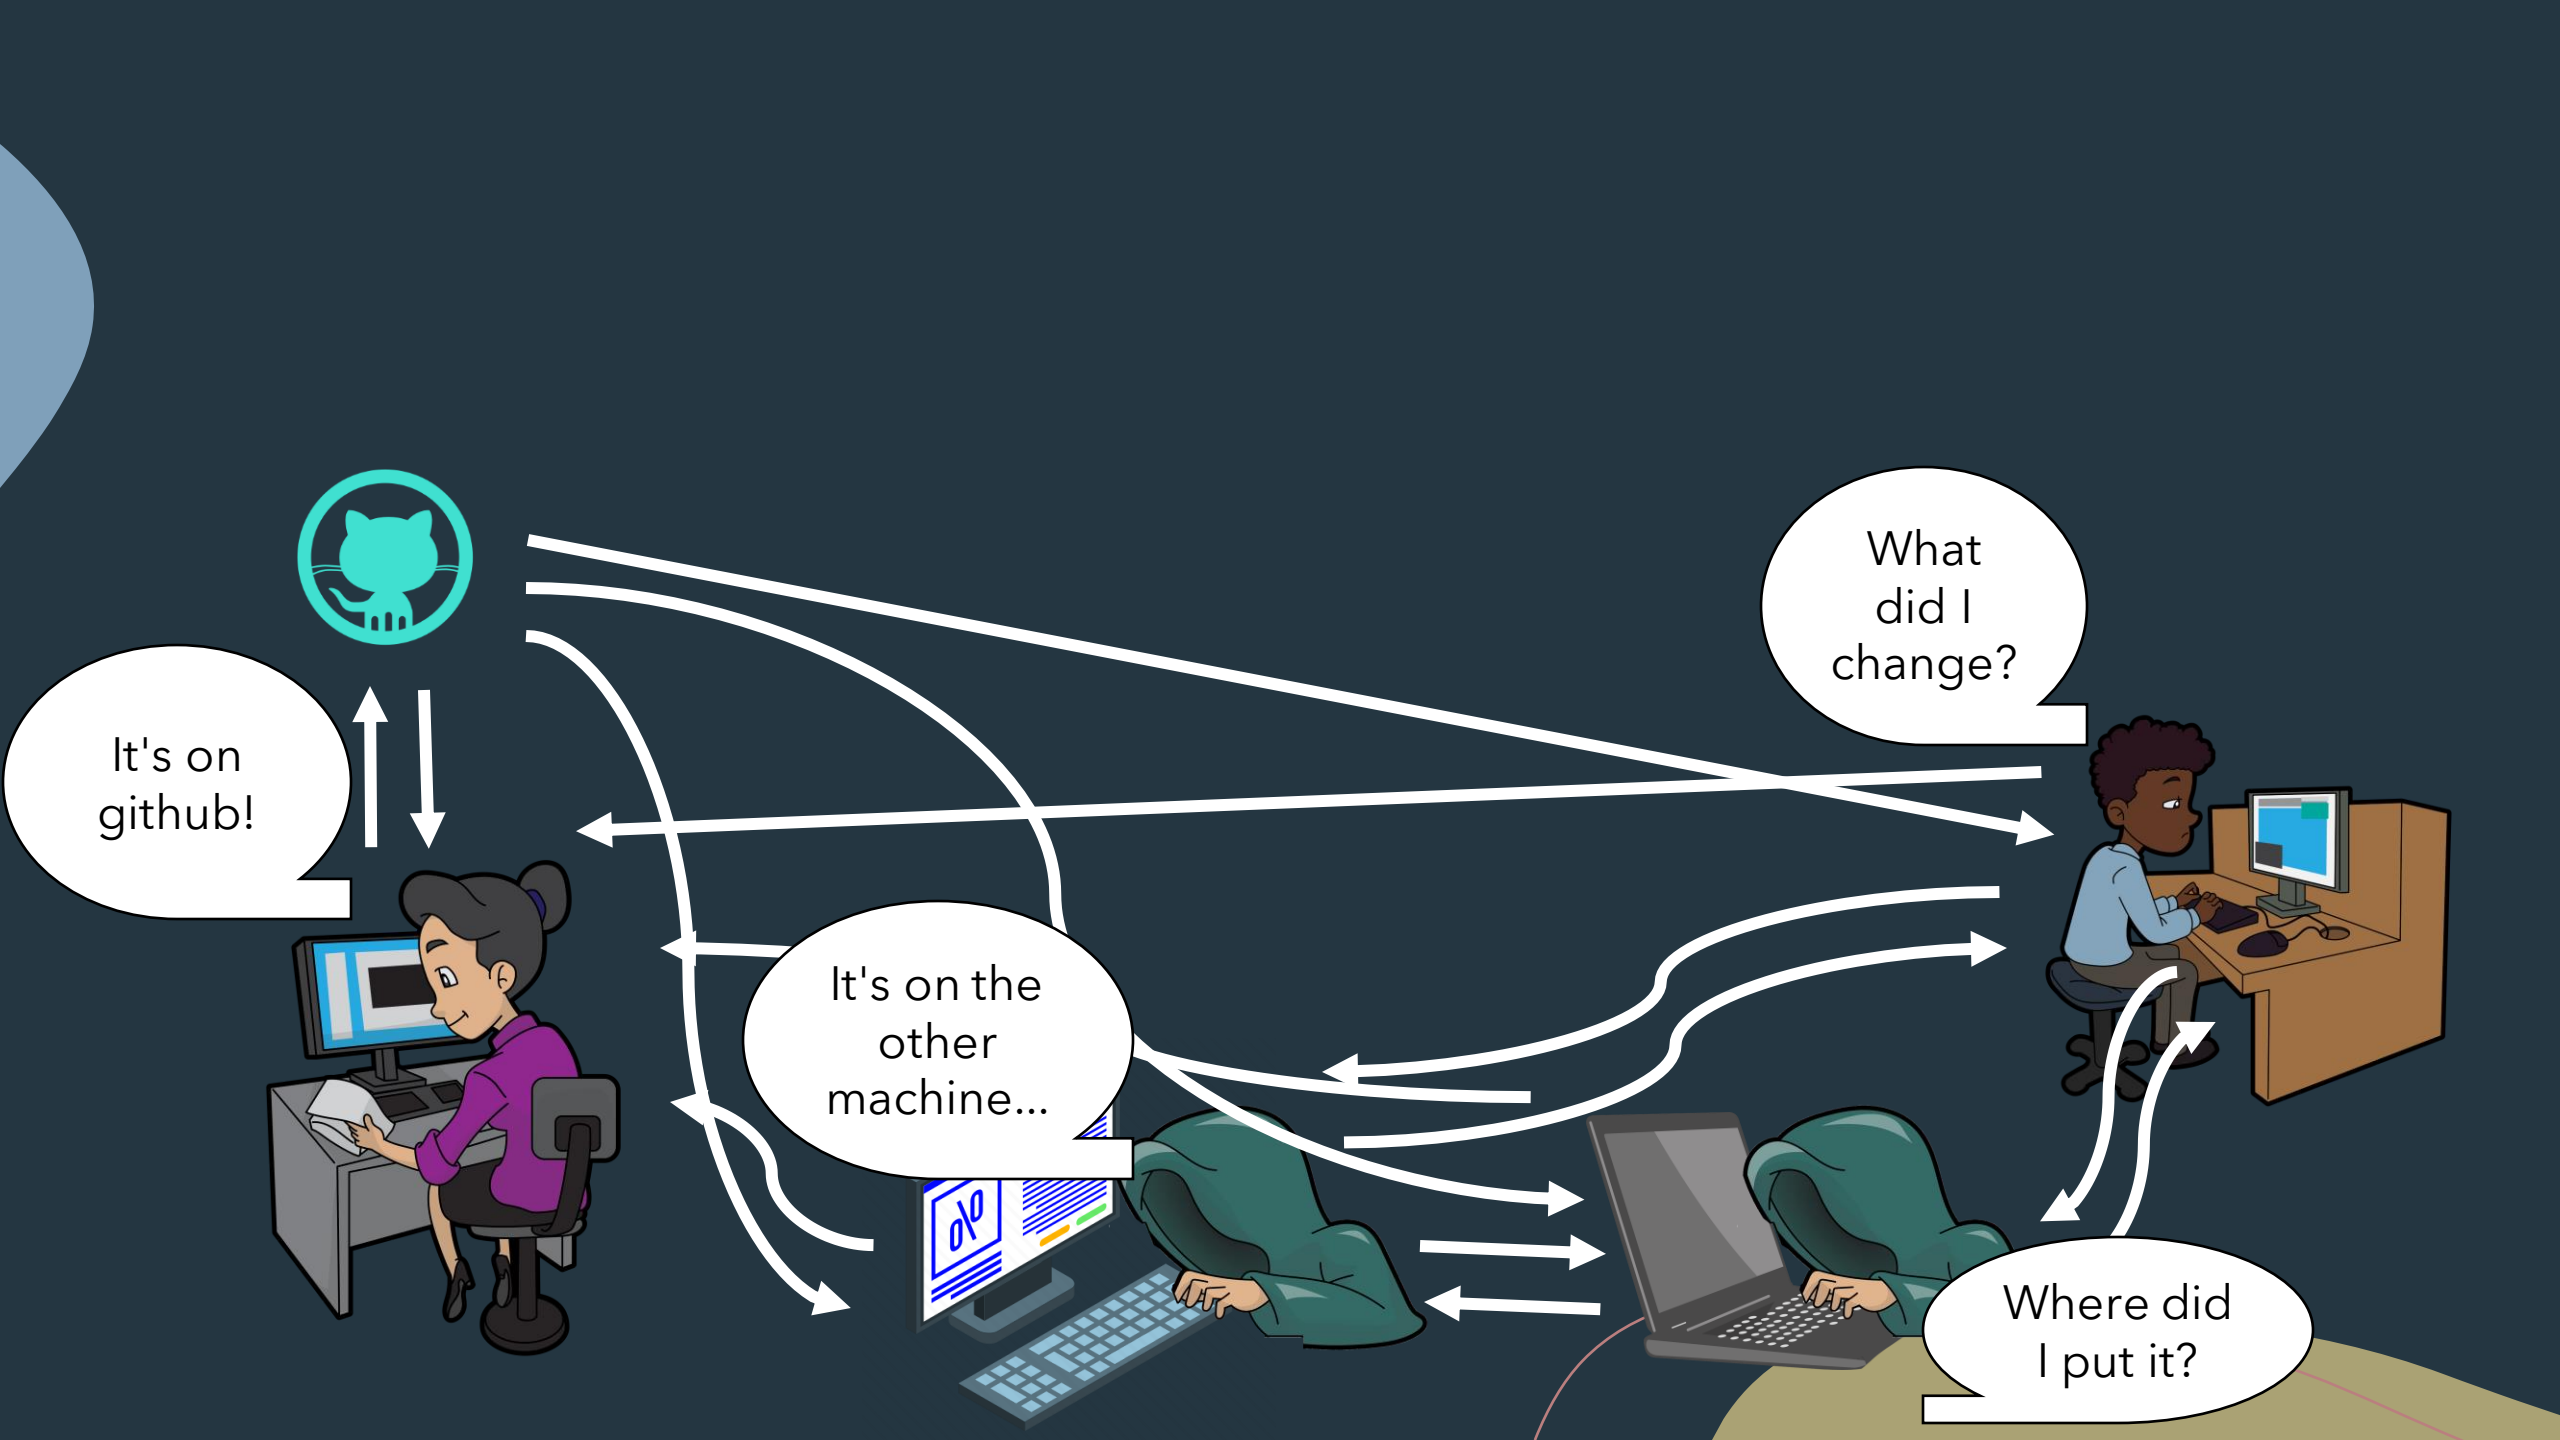 What
did I
change?
It's on
github!
It's on the
other
machine...
Where did
I put it?